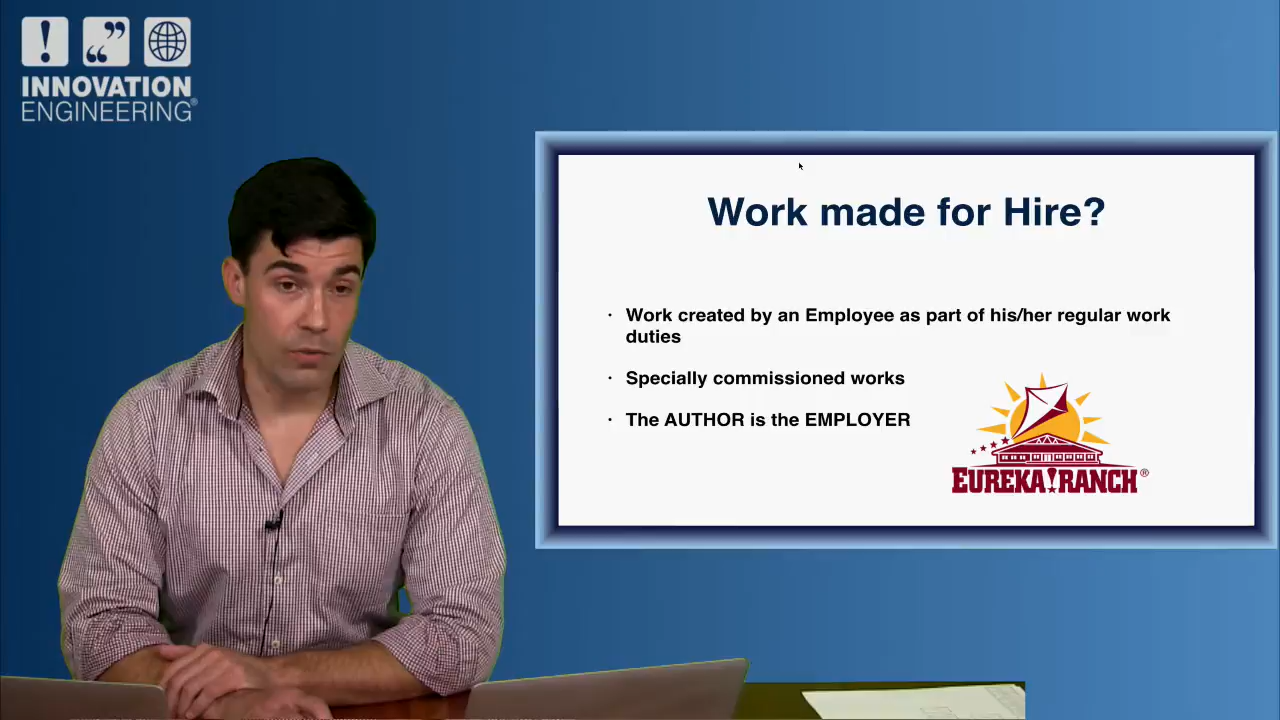 INNOVATION
ENGINEERING®
Work made for Hire?
· Work created by an Employee as part of his/her regular work
duties
· Specially commissioned works
· The AUTHOR is the EMPLOYER
EUREKA!RANCH®